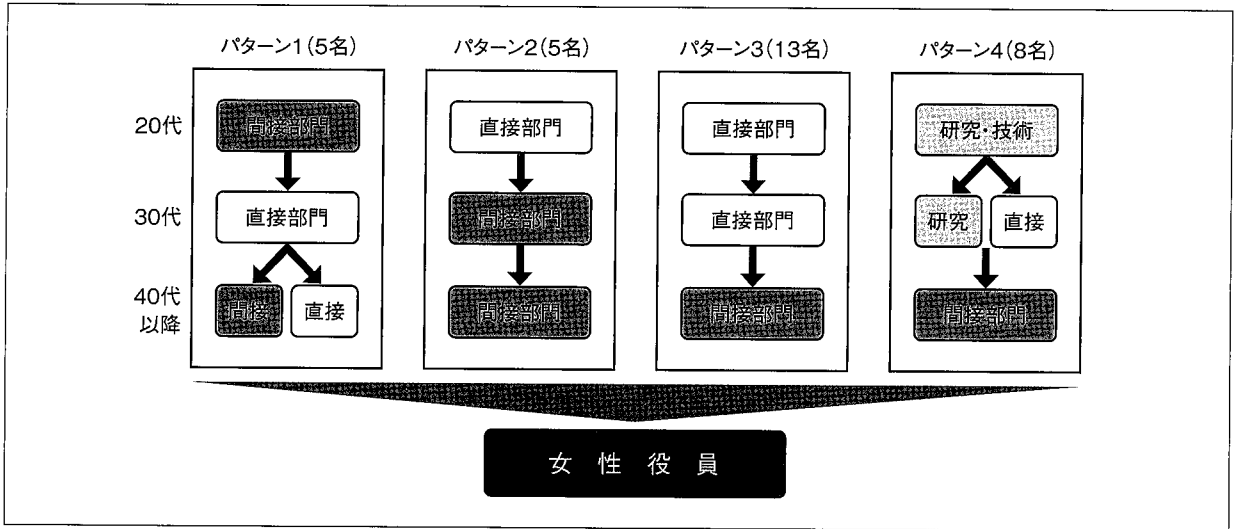 パターン1(5名) パターン2(5名) パターン3(13名) パターン4(8名)
20代 間接部門 直接部門 直接部門 研究・技術
30代 直接部門 間接部門 直接部門 研究 直接
40代 間接 直接 間接部門 間接部門 間接部門
以降
女性役員